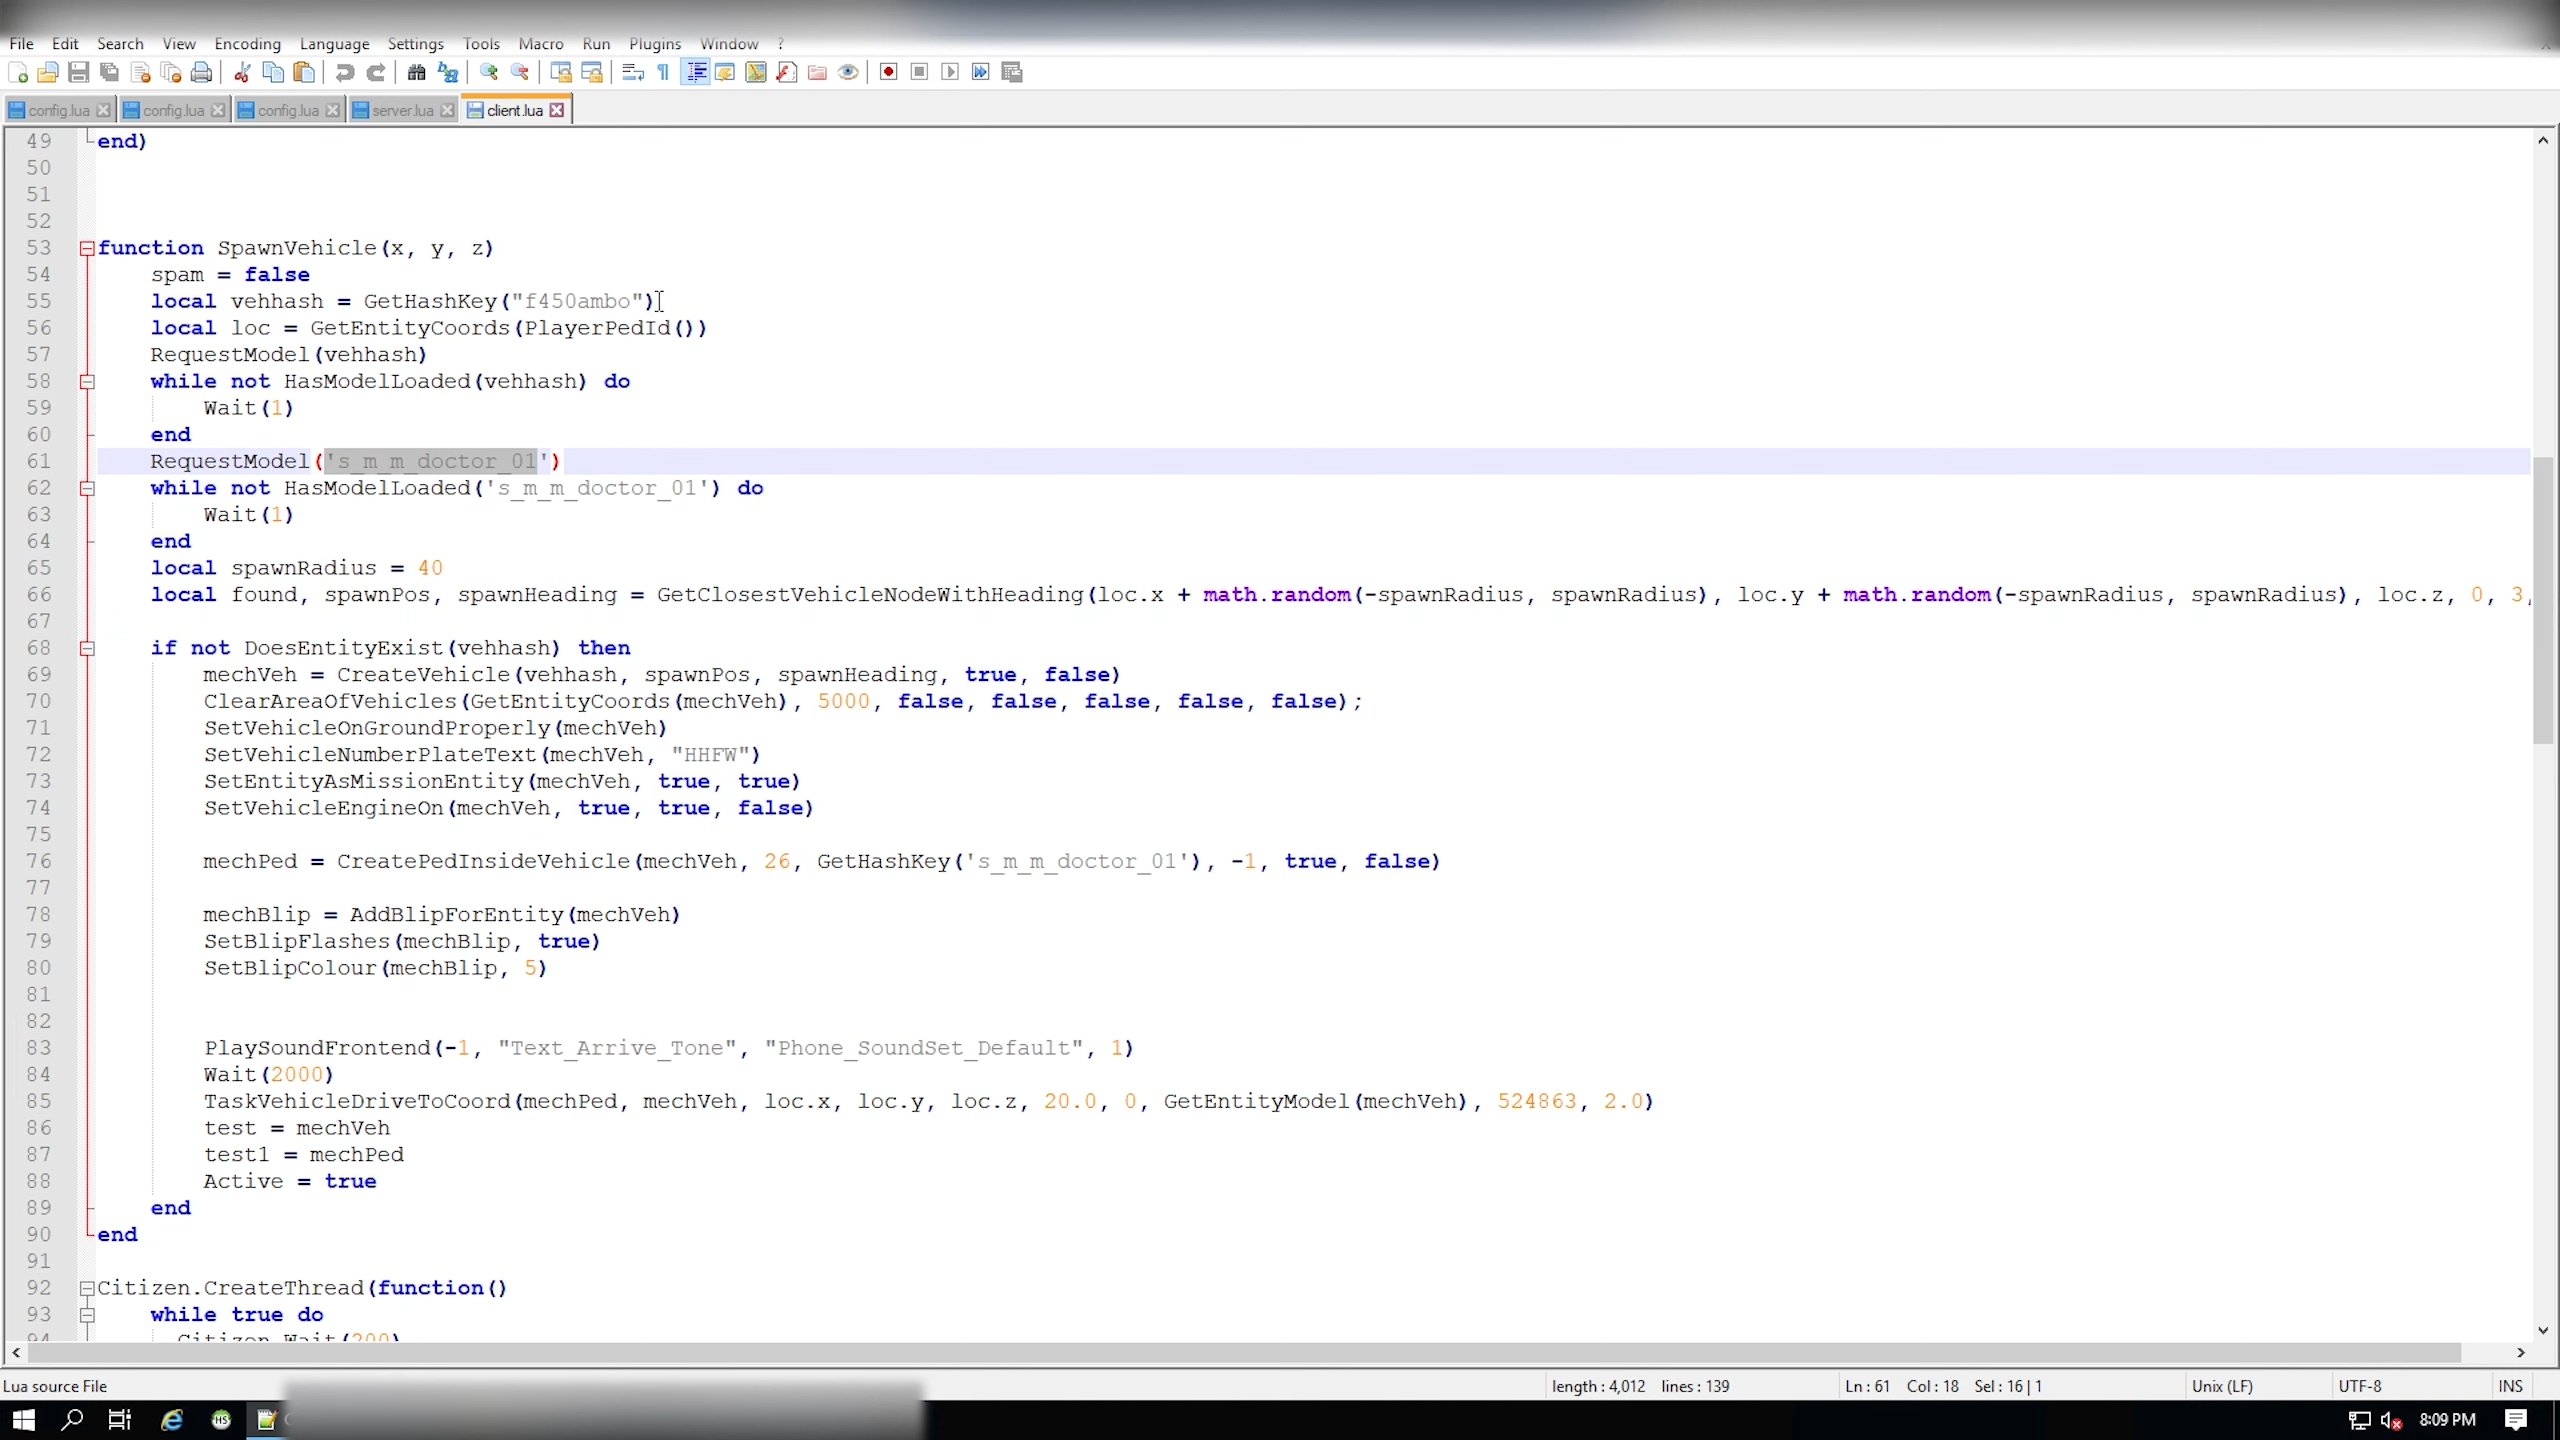 File Edit Search View Encoding Language Settings Tools Macro Run Plugins Window ?
config.lua config.lua config.lua server.lua client.lua
49 end)
50
51
52
53 function SpawnVehicle(x, y, z)
54 spam = false
55 local vehhash = GetHashKey("f450ambo")
56 local loc = GetEntityCoords(PlayerPedId())
57 RequestModel(vehhash)
58 while not HasModelLoaded(vehhash) do
59 Wait(1)
60 end
61 RequestModel('s_m_m_doctor_01')
62 while not HasModelLoaded('s_m_m_doctor_01') do
63 Wait(1)
64 end
65 local spawnRadius = 40
66 local found, spawnPos, spawnHeading = GetClosestVehicleNodeWithHeading(loc.x + math.random(-spawnRadius, spawnRadius), loc.y + math.random(-spawnRadius, spawnRadius), loc.z, 0, 3,
67
68 if not DoesEntityExist(vehhash) then
69 mechVeh = CreateVehicle(vehhash, spawnPos, spawnHeading, true, false)
70 ClearAreaOfVehicles(GetEntityCoords(mechVeh), 5000, false, false, false, false, false);
71 SetVehicleOnGroundProperly(mechVeh)
72 SetVehicleNumberPlateText(mechVeh, "HHFW")
73 SetEntityAsMissionEntity(mechVeh, true, true)
74 SetVehicleEngineOn(mechVeh, true, true, false)
75
76 mechPed = CreatePedInsideVehicle(mechVeh, 26, GetHashKey('s_m_m_doctor_01'), -1, true, false)
77
78 mechBlip = AddBlipForEntity(mechVeh)
79 SetBlipFlashes(mechBlip, true)
80 SetBlipColour(mechBlip, 5)
81
82
83 PlaySoundFrontend(-1, "Text_Arrive_Tone", "Phone_SoundSet_Default", 1)
84 Wait(2000)
85 TaskVehicleDriveToCoord(mechPed, mechVeh, loc.x, loc.y, loc.z, 20.0, 0, GetEntityModel(mechVeh), 524863, 2.0)
86 test = mechVeh
87 test1 = mechPed
88 Active = true
89 end
90 end
91
92 Citizen.CreateThread(function()
93 while true do
94 Citizen.Wait(200)
Lua source File length : 4,012 lines : 139 Ln : 61 Col : 18 Sel : 16 | 1 Unix (LF) UTF-8 INS
HS 8:09 PM